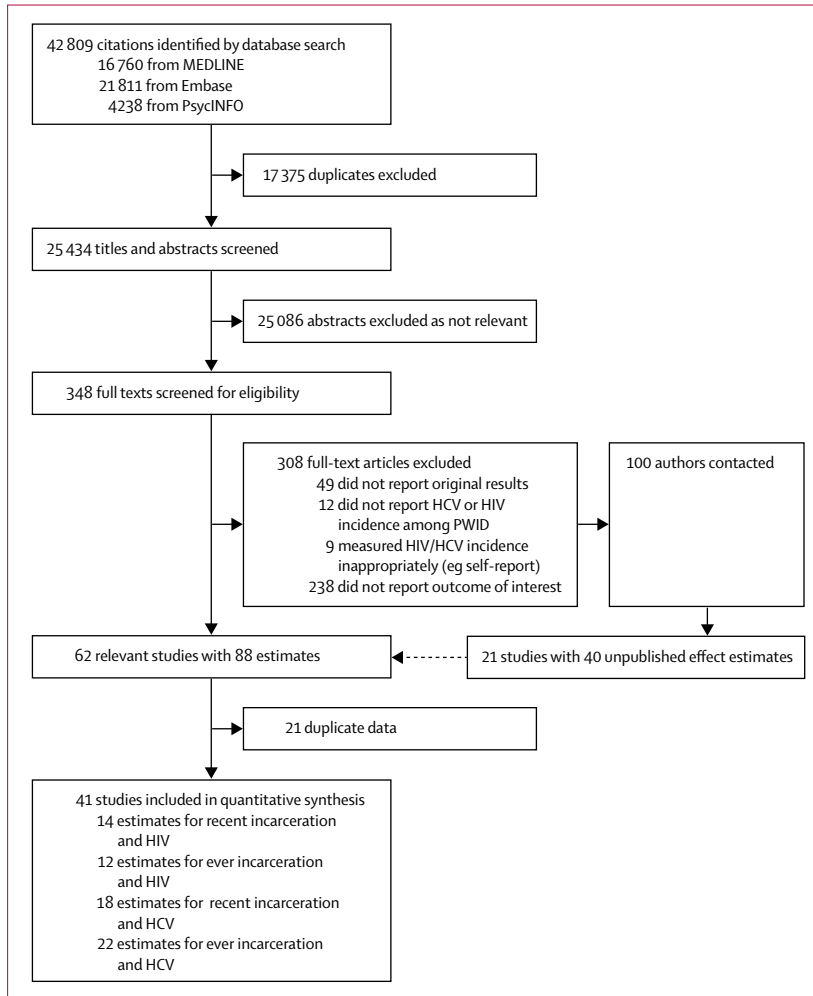 42 809 citations identified by database search
16 760 from MEDLINE
21 811 from Embase
4238 from PsycINFO
17 375 duplicates excluded
25 434 titles and abstracts screened
25 086 abstracts excluded as not relevant
348 full texts screened for eligibility
308 full-text articles excluded
49 did not report original results
12 did not report HCV or HIV
incidence among PWID
9 measured HIV/HCV incidence
inappropriately (eg self-report)
238 did not report outcome of interest
100 authors contacted
62 relevant studies with 88 estimates
21 studies with 40 unpublished effect estimates
21 duplicate data
41 studies included in quantitative synthesis
14 estimates for recent incarceration
and HIV
12 estimates for ever incarceration
and HIV
18 estimates for recent incarceration
and HCV
22 estimates for ever incarceration
and HCV